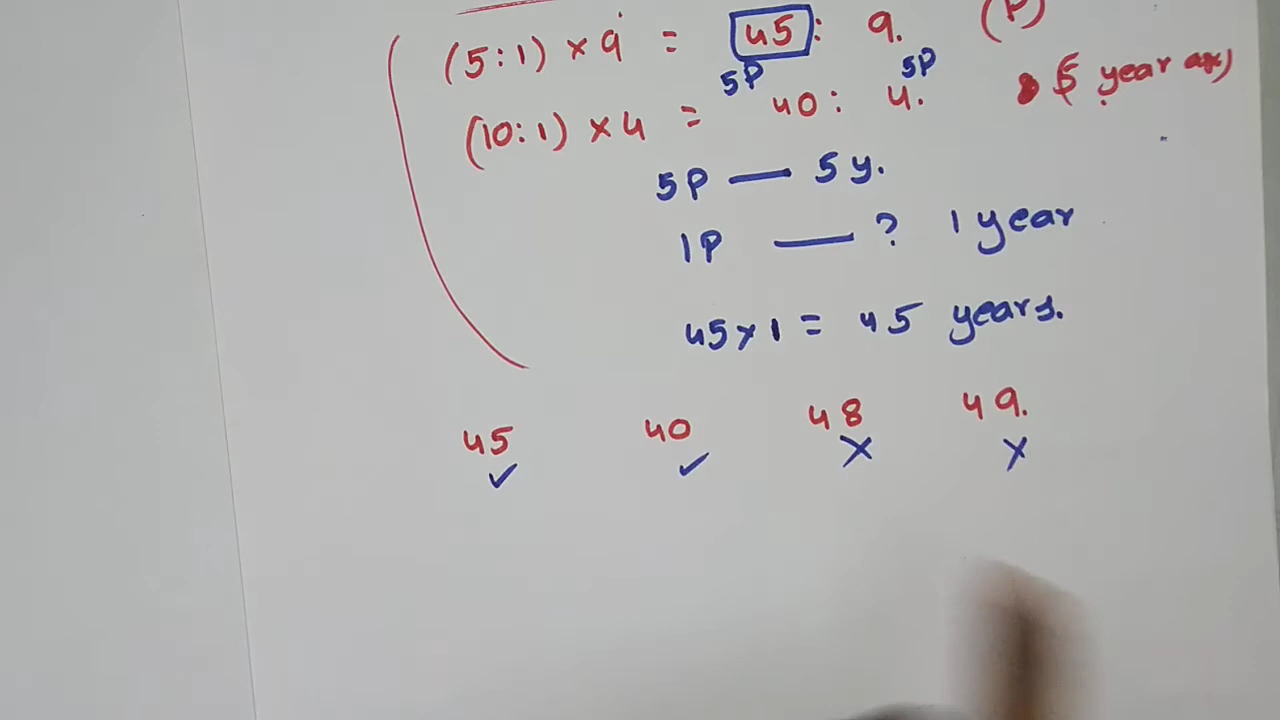 (5:1) × 9 = 45 : 9. (P)
5P 5P
(10:1) × 4 = 40 : 4. 5 year ago)
5P — 5y.
1P — ? 1 year
45 × 1 = 45 years.
45 40 48 49.
✓ ✓ X X